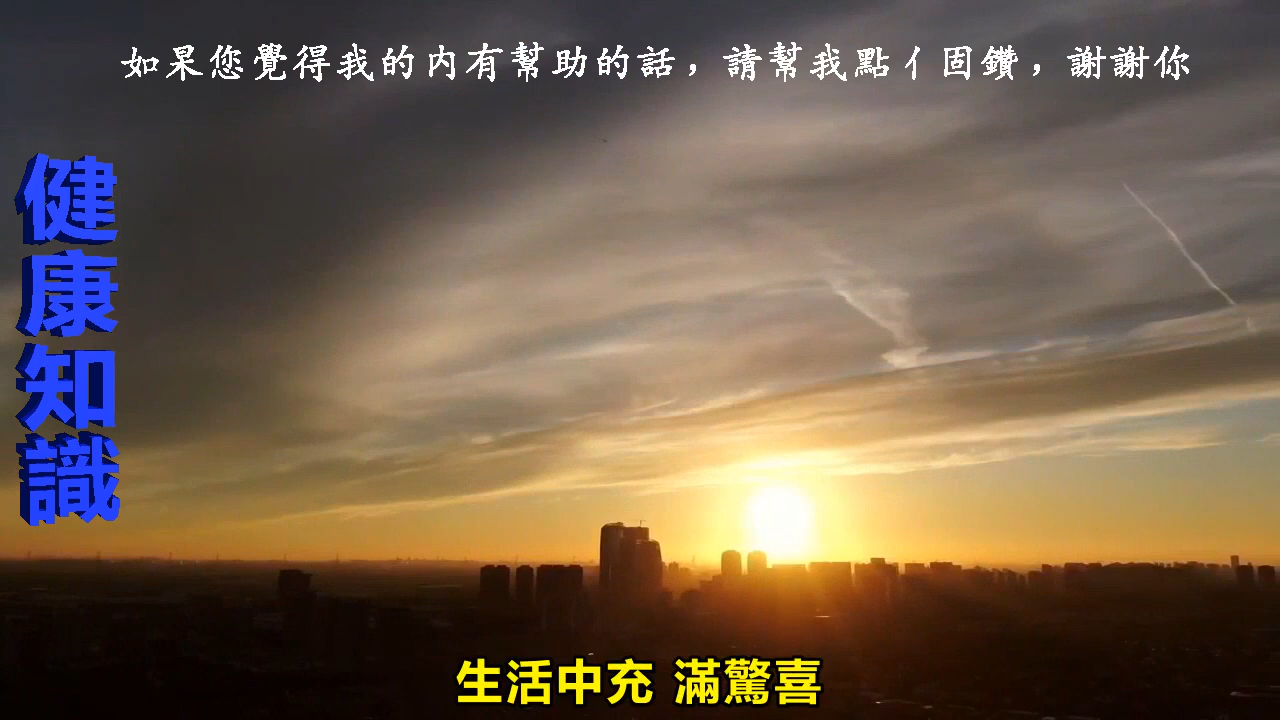 如果您覺得我的内有幫助的話，請幫我點亻固鑽，謝謝你
健康知識
生活中充 滿驚喜